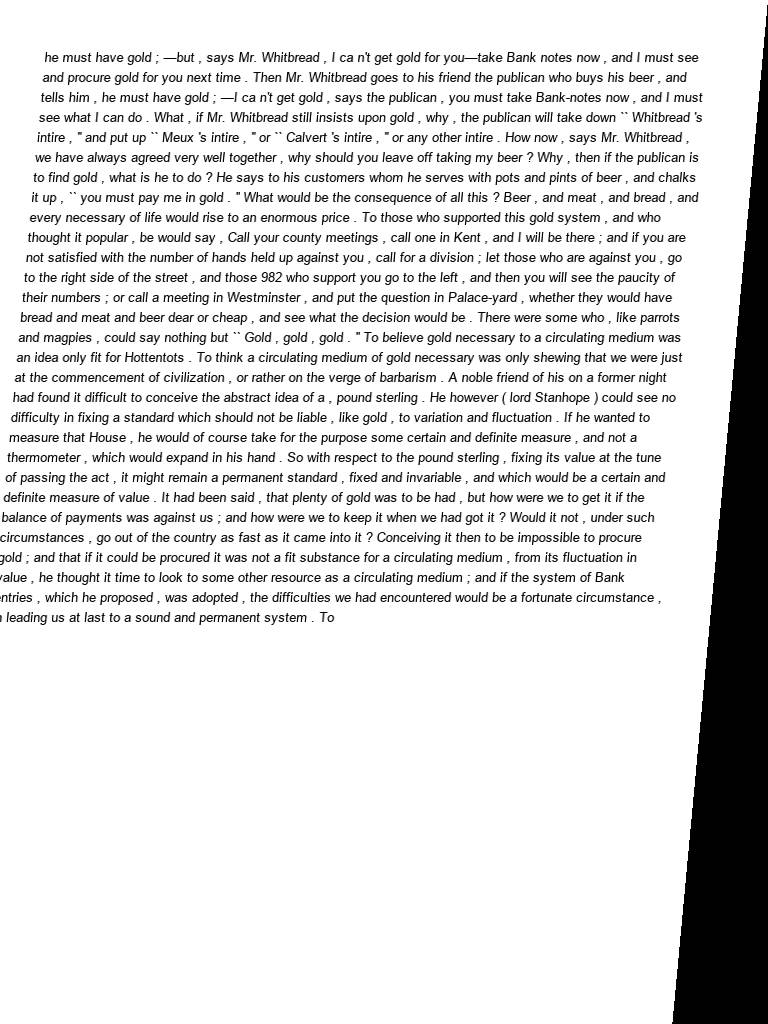 he must have gold ; —but , says Mr. Whitbread , I ca n't get gold for you—take Bank notes now , and I must see
and procure gold for you next time . Then Mr. Whitbread goes to his friend the publican who buys his beer , and
tells him , he must have gold ; —I ca n't get gold , says the publican , you must take Bank-notes now , and I must
see what I can do . What , if Mr. Whitbread still insists upon gold , why , the publican will take down `` Whitbread 's
intire , '' and put up `` Meux 's intire , '' or `` Calvert 's intire , '' or any other intire . How now , says Mr. Whitbread ,
we have always agreed very well together , why should you leave off taking my beer ? Why , then if the publican is
to find gold , what is he to do ? He says to his customers whom he serves with pots and pints of beer , and chalks
it up , `` you must pay me in gold . '' What would be the consequence of all this ? Beer , and meat , and bread , and
every necessary of life would rise to an enormous price . To those who supported this gold system , and who
thought it popular , be would say , Call your county meetings , call one in Kent , and I will be there ; and if you are
not satisfied with the number of hands held up against you , call for a division ; let those who are against you , go
to the right side of the street , and those 982 who support you go to the left , and then you will see the paucity of
their numbers ; or call a meeting in Westminster , and put the question in Palace-yard , whether they would have
bread and meat and beer dear or cheap , and see what the decision would be . There were some who , like parrots
and magpies , could say nothing but `` Gold , gold , gold . '' To believe gold necessary to a circulating medium was
an idea only fit for Hottentots . To think a circulating medium of gold necessary was only shewing that we were just
at the commencement of civilization , or rather on the verge of barbarism . A noble friend of his on a former night
had found it difficult to conceive the abstract idea of a , pound sterling . He however ( lord Stanhope ) could see no
difficulty in fixing a standard which should not be liable , like gold , to variation and fluctuation . If he wanted to
measure that House , he would of course take for the purpose some certain and definite measure , and not a
thermometer , which would expand in his hand . So with respect to the pound sterling , fixing its value at the tune
of passing the act , it might remain a permanent standard , fixed and invariable , and which would be a certain and
definite measure of value . It had been said , that plenty of gold was to be had , but how were we to get it if the
balance of payments was against us ; and how were we to keep it when we had got it ? Would it not , under such
circumstances , go out of the country as fast as it came into it ? Conceiving it then to be impossible to procure
gold ; and that if it could be procured it was not a fit substance for a circulating medium , from its fluctuation in
value , he thought it time to look to some other resource as a circulating medium ; and if the system of Bank
entries , which he proposed , was adopted , the difficulties we had encountered would be a fortunate circumstance ,
leading us at last to a sound and permanent system . To